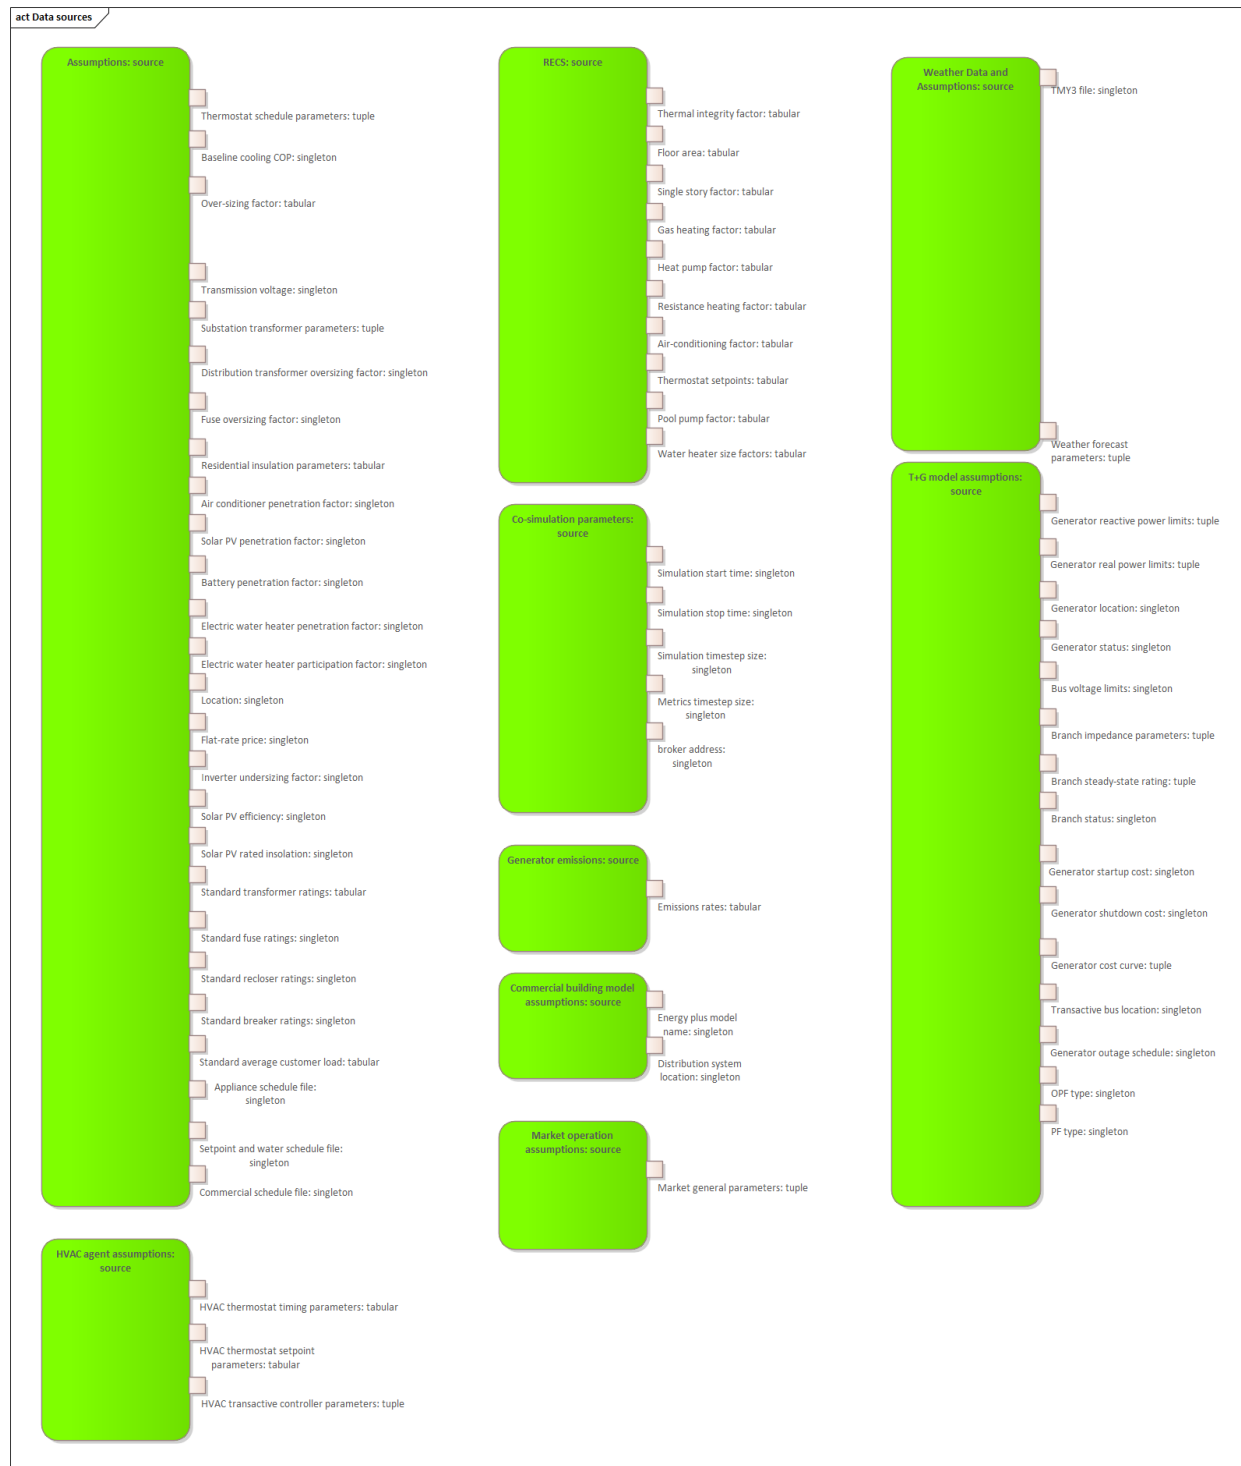 act Data sources
Assumptions: source
Thermostat schedule parameters: tuple
Baseline cooling COP: singleton
Over-sizing factor: tabular
Transmission voltage: singleton
Substation transformer parameters: tuple
Distribution transformer oversizing factor: singleton
Fuse oversizing factor: singleton
Residential insulation parameters: tabular
Air conditioner penetration factor: singleton
Solar PV penetration factor: singleton
Battery penetration factor: singleton
Electric water heater penetration factor: singleton
Electric water heater participation factor: singleton
Location: singleton
Flat-rate price: singleton
Inverter undersizing factor: singleton
Solar PV efficiency: singleton
Solar PV rated insolation: singleton
Standard transformer ratings: tabular
Standard fuse ratings: singleton
Standard recloser ratings: singleton
Standard breaker ratings: singleton
Standard average customer load: tabular
Appliance schedule file:
singleton
Setpoint and water schedule file:
singleton
Commercial schedule file: singleton
HVAC agent assumptions:
source
HVAC thermostat timing parameters: tabular
HVAC thermostat setpoint
parameters: tabular
HVAC transactive controller parameters: tuple
RECS: source
Thermal integrity factor: tabular
Floor area: tabular
Single story factor: tabular
Gas heating factor: tabular
Heat pump factor: tabular
Resistance heating factor: tabular
Air-conditioning factor: tabular
Thermostat setpoints: tabular
Pool pump factor: tabular
Water heater size factors: tabular
Co-simulation parameters:
source
Simulation start time: singleton
Simulation stop time: singleton
Simulation timestep size:
singleton
Metrics timestep size:
singleton
broker address:
singleton
Generator emissions: source
Emissions rates: tabular
Commercial building model
assumptions: source
Energy plus model
name: singleton
Distribution system
location: singleton
Market operation
assumptions: source
Market general parameters: tuple
Weather Data and
Assumptions: source
TMY3 file: singleton
Weather forecast
parameters: tuple
T+G model assumptions:
source
Generator reactive power limits: tuple
Generator real power limits: tuple
Generator location: singleton
Generator status: singleton
Bus voltage limits: singleton
Branch impedance parameters: tuple
Branch steady-state rating: tuple
Branch status: singleton
Generator startup cost: singleton
Generator shutdown cost: singleton
Generator cost curve: tuple
Transactive bus location: singleton
Generator outage schedule: singleton
OPF type: singleton
PF type: singleton